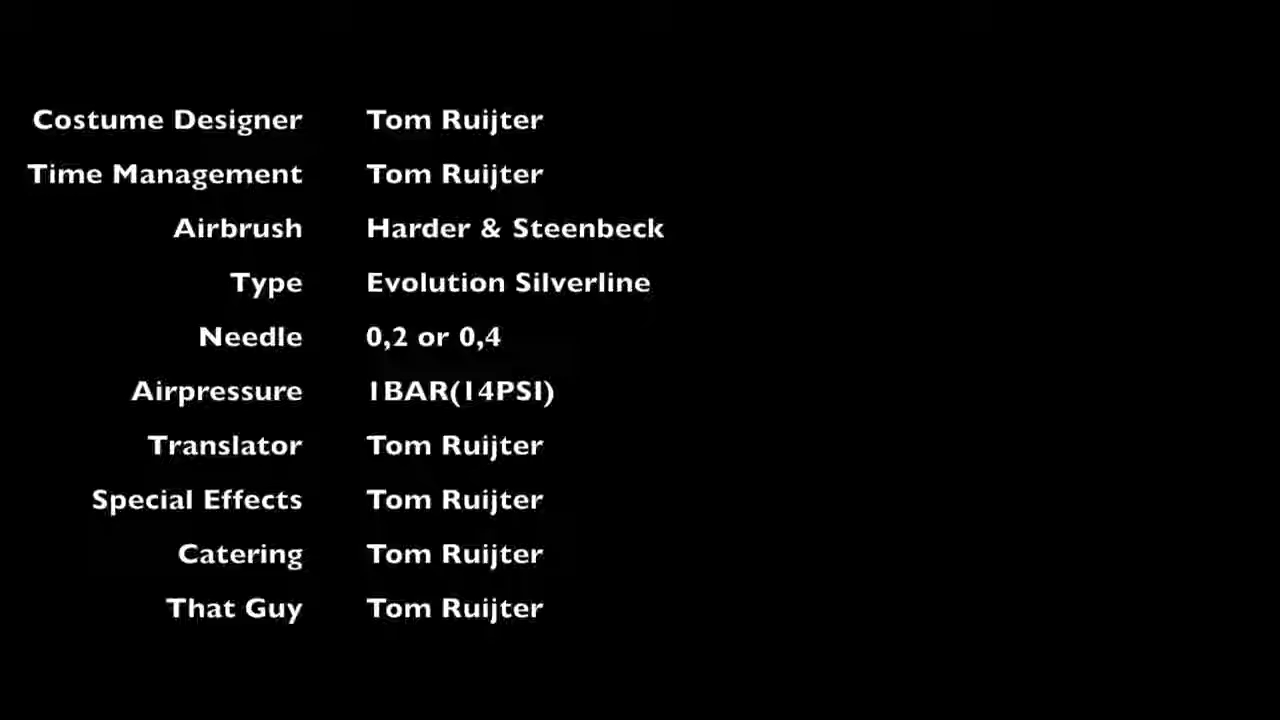 Costume Designer Tom Ruijter
Time Management Tom Ruijter
Airbrush Harder & Steenbeck
Type Evolution Silverline
Needle 0,2 or 0,4
Airpressure 1BAR(14PSI)
Translator Tom Ruijter
Special Effects Tom Ruijter
Catering Tom Ruijter
That Guy Tom Ruijter